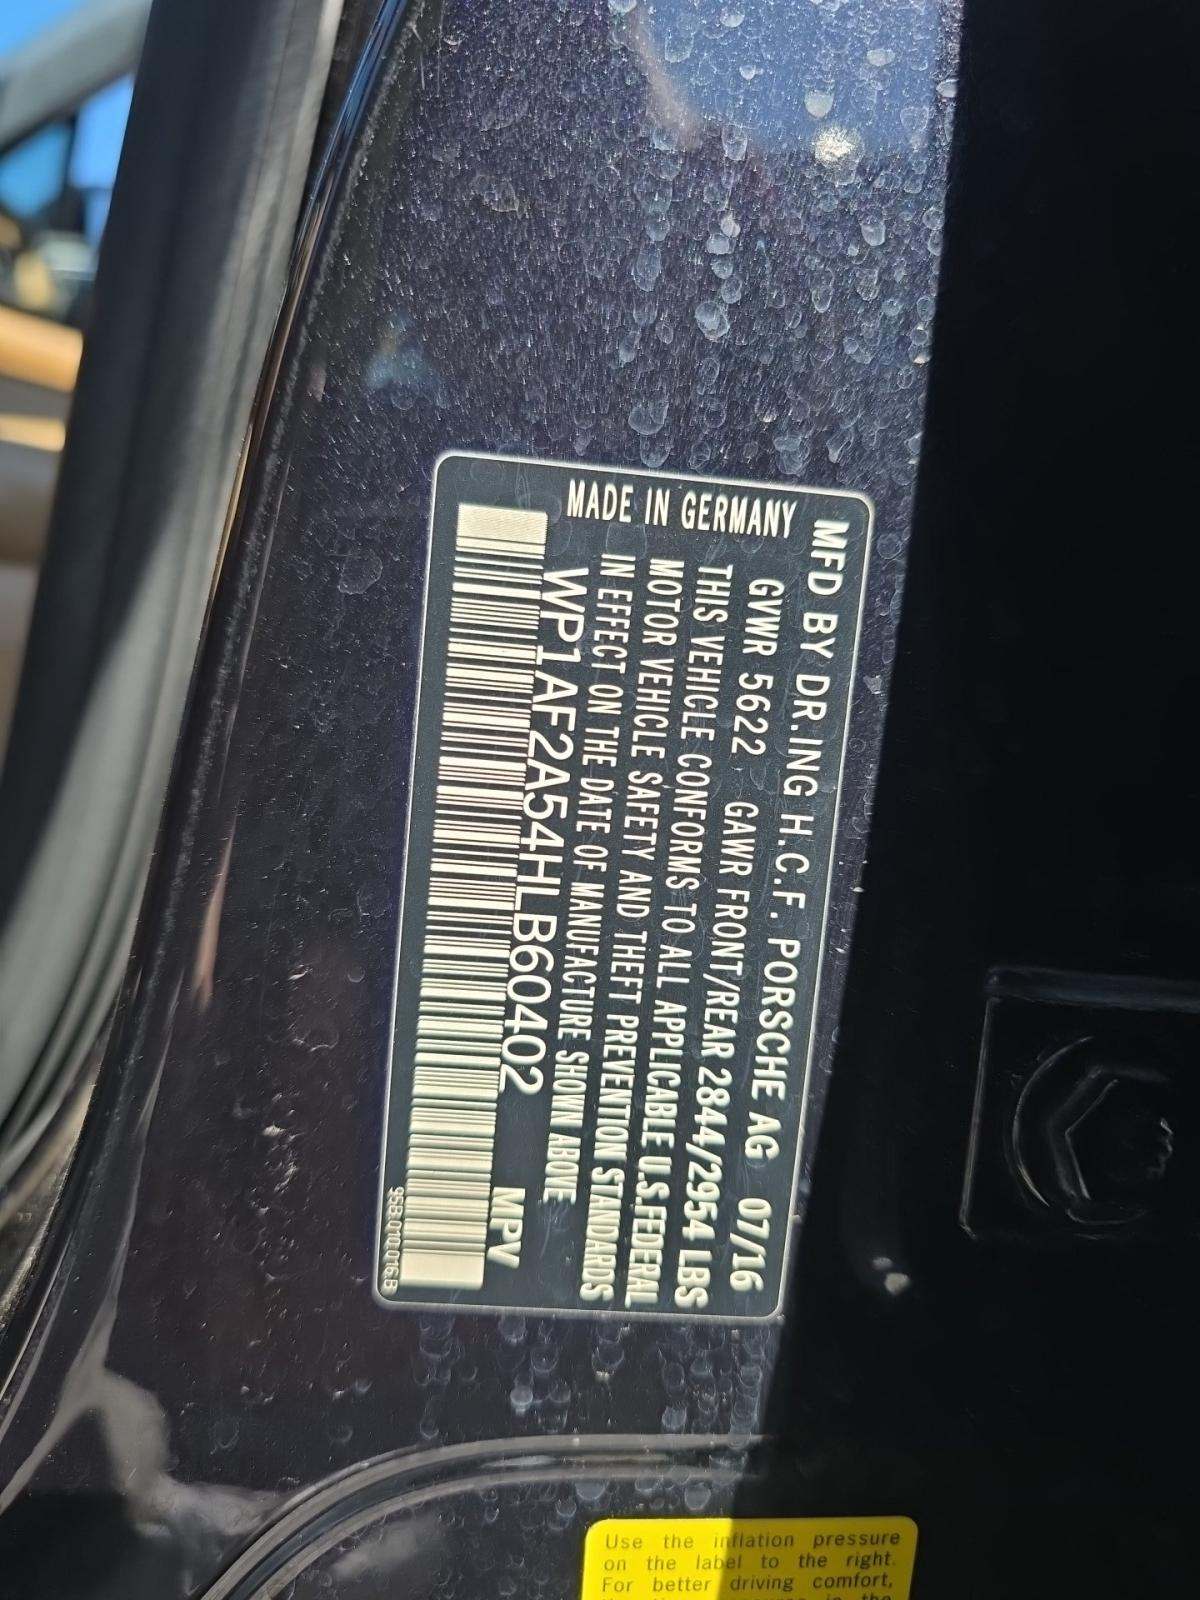 MFD BY DR.ING H.C.F. PORSCHE AG 07/16
GVWR 5622 GAWR FRONT/REAR 2844/2954 LBS
THIS VEHICLE CONFORMS TO ALL APPLICABLE U.S.FEDERAL
MOTOR VEHICLE SAFETY AND THEFT PREVENTION STANDARDS
IN EFFECT ON THE DATE OF MANUFACTURE SHOWN ABOVE
MADE IN GERMANY
WP1AF2A54HLB60402 MPV
95B.010.016.B
Use the inflation pressure
on the label to the right.
For better driving comfort,